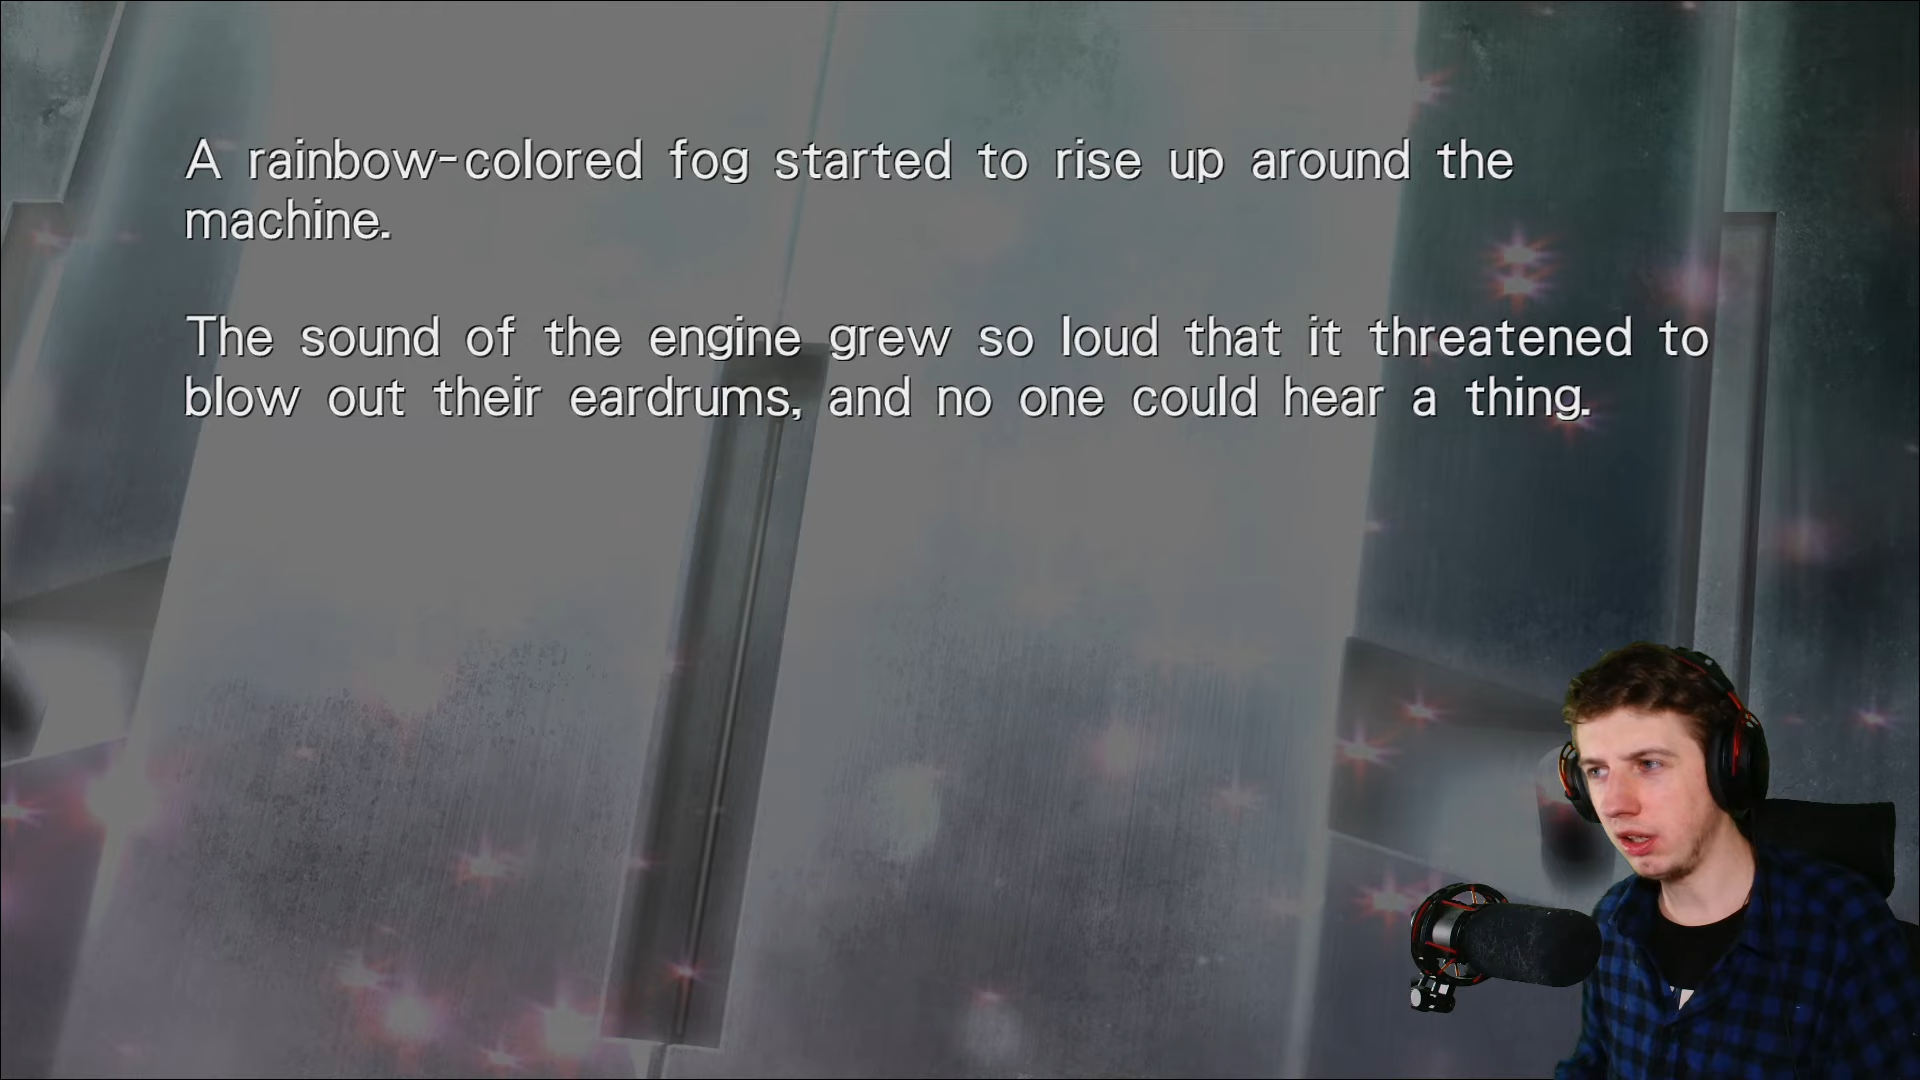 A rainbow-colored fog started to rise up around the
machine.
The sound of the engine grew so loud that it threatened to
blow out their eardrums, and no one could hear a thing.